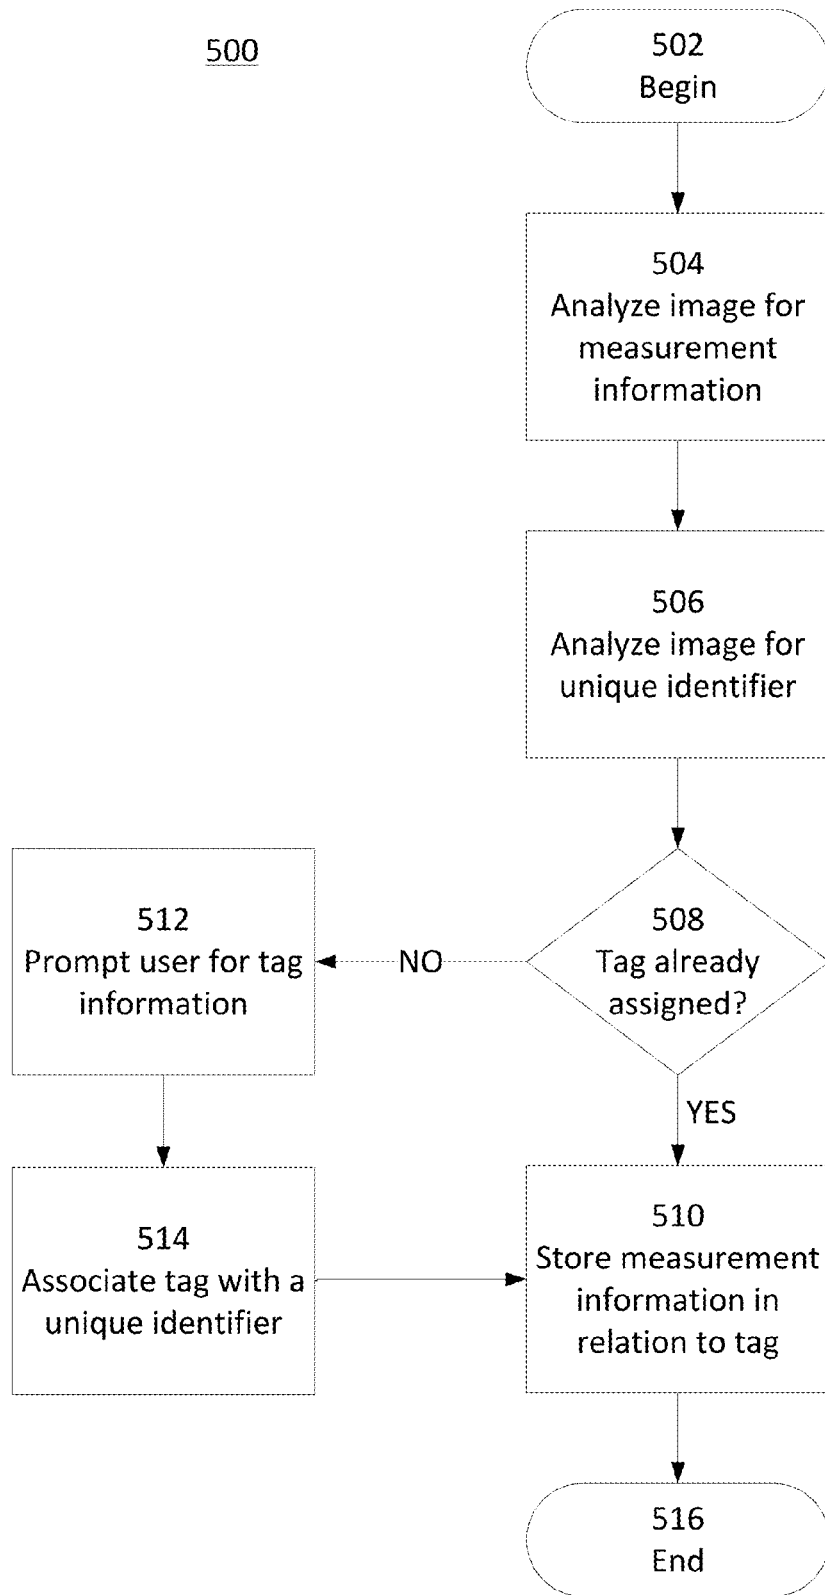 500
502
Begin
504
Analyze image for
measurement
information
506
Analyze image for
unique identifier
508
Tag already
assigned?
NO
YES
512
Prompt user for tag
information
514
Associate tag with a
unique identifier
510
Store measurement
information in
relation to tag
516
End